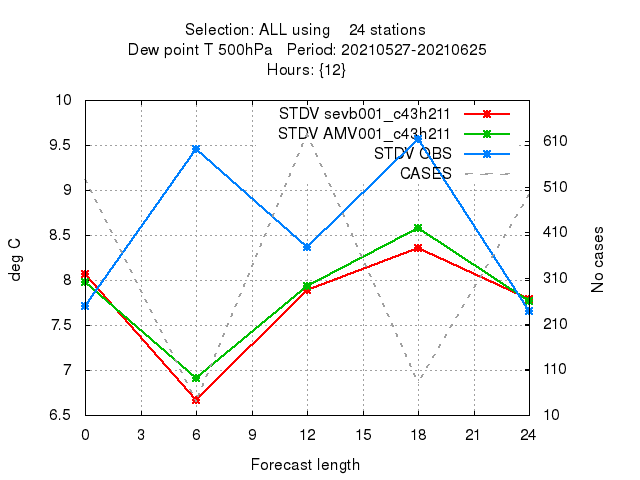 Selection: ALL using 24 stations
Dew point T 500hPa Period: 20210527-20210625
Hours: {12}
STDV sevb001_c43h211
STDV AMV001_c43h211
STDV OBS
CASES
10
9.5
9
8.5
8
7.5
7
6.5
610
510
410
310
210
110
10
deg C
No cases
0 3 6 9 12 15 18 21 24
Forecast length